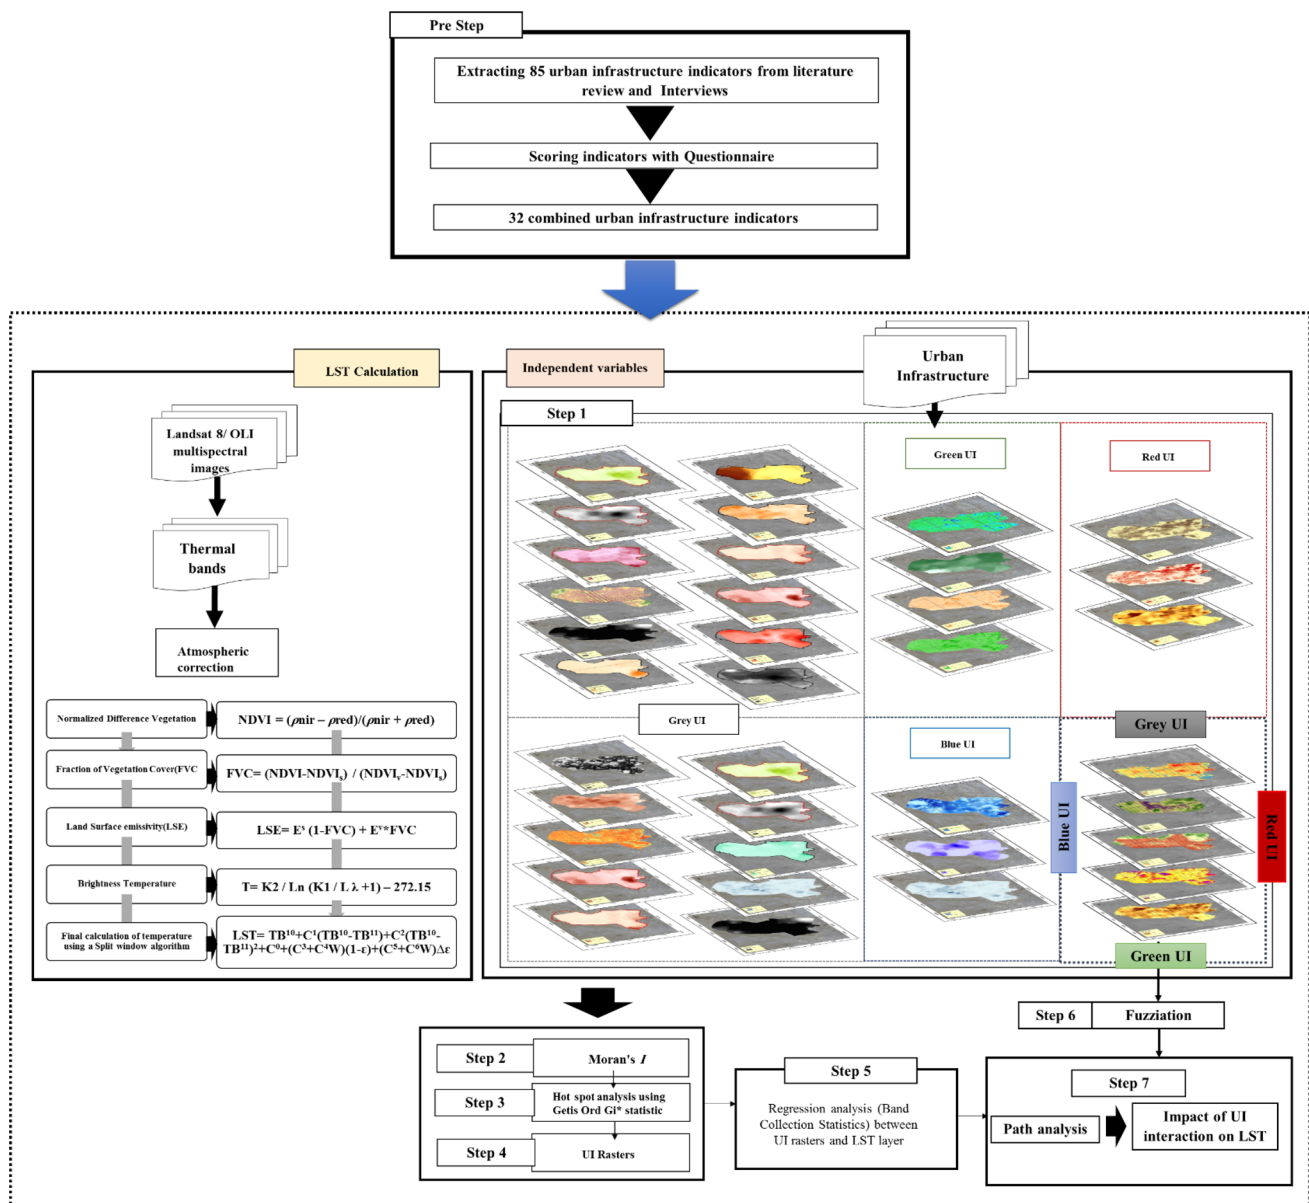 Pre Step
Extracting 85 urban infrastructure indicators from literature
review and Interviews
Scoring indicators with Questionnaire
32 combined urban infrastructure indicators
LST Calculation
Landsat 8/ OLI
multispectral
images
Thermal
bands
Atmospheric
correction
Normalized Difference Vegetation
NDVI = (ρnir – ρred)/(ρnir + ρred)
Fraction of Vegetation Cover(FVC
FVC= (NDVI-NDVIs) / (NDVIv-NDVIs)
Land Surface emissivity(LSE)
LSE= Eˢ (1-FVC) + Eᵛ*FVC
Brightness Temperature
T= K2 / Ln (K1 / L λ +1) – 272.15
Final calculation of temperature
using a Split window algorithm
LST= TB¹⁰+C¹(TB¹⁰-TB¹¹)+C²(TB¹⁰-
TB¹¹)²+C⁰+(C³+C⁴W)(1-ε)+(C⁵+C⁶W)Δε
Independent variables
Urban
Infrastructure
Step 1
Green UI
Red UI
Grey UI
Blue UI
Grey UI
Blue UI
Red UI
Green UI
Step 2
Moran's I
Step 3
Hot spot analysis using
Getis Ord Gi* statistic
Step 4
UI Rasters
Step 5
Regression analysis (Band
Collection Statistics) between
UI rasters and LST layer
Step 6
Fuzziation
Step 7
Path analysis
Impact of UI
interaction on LST